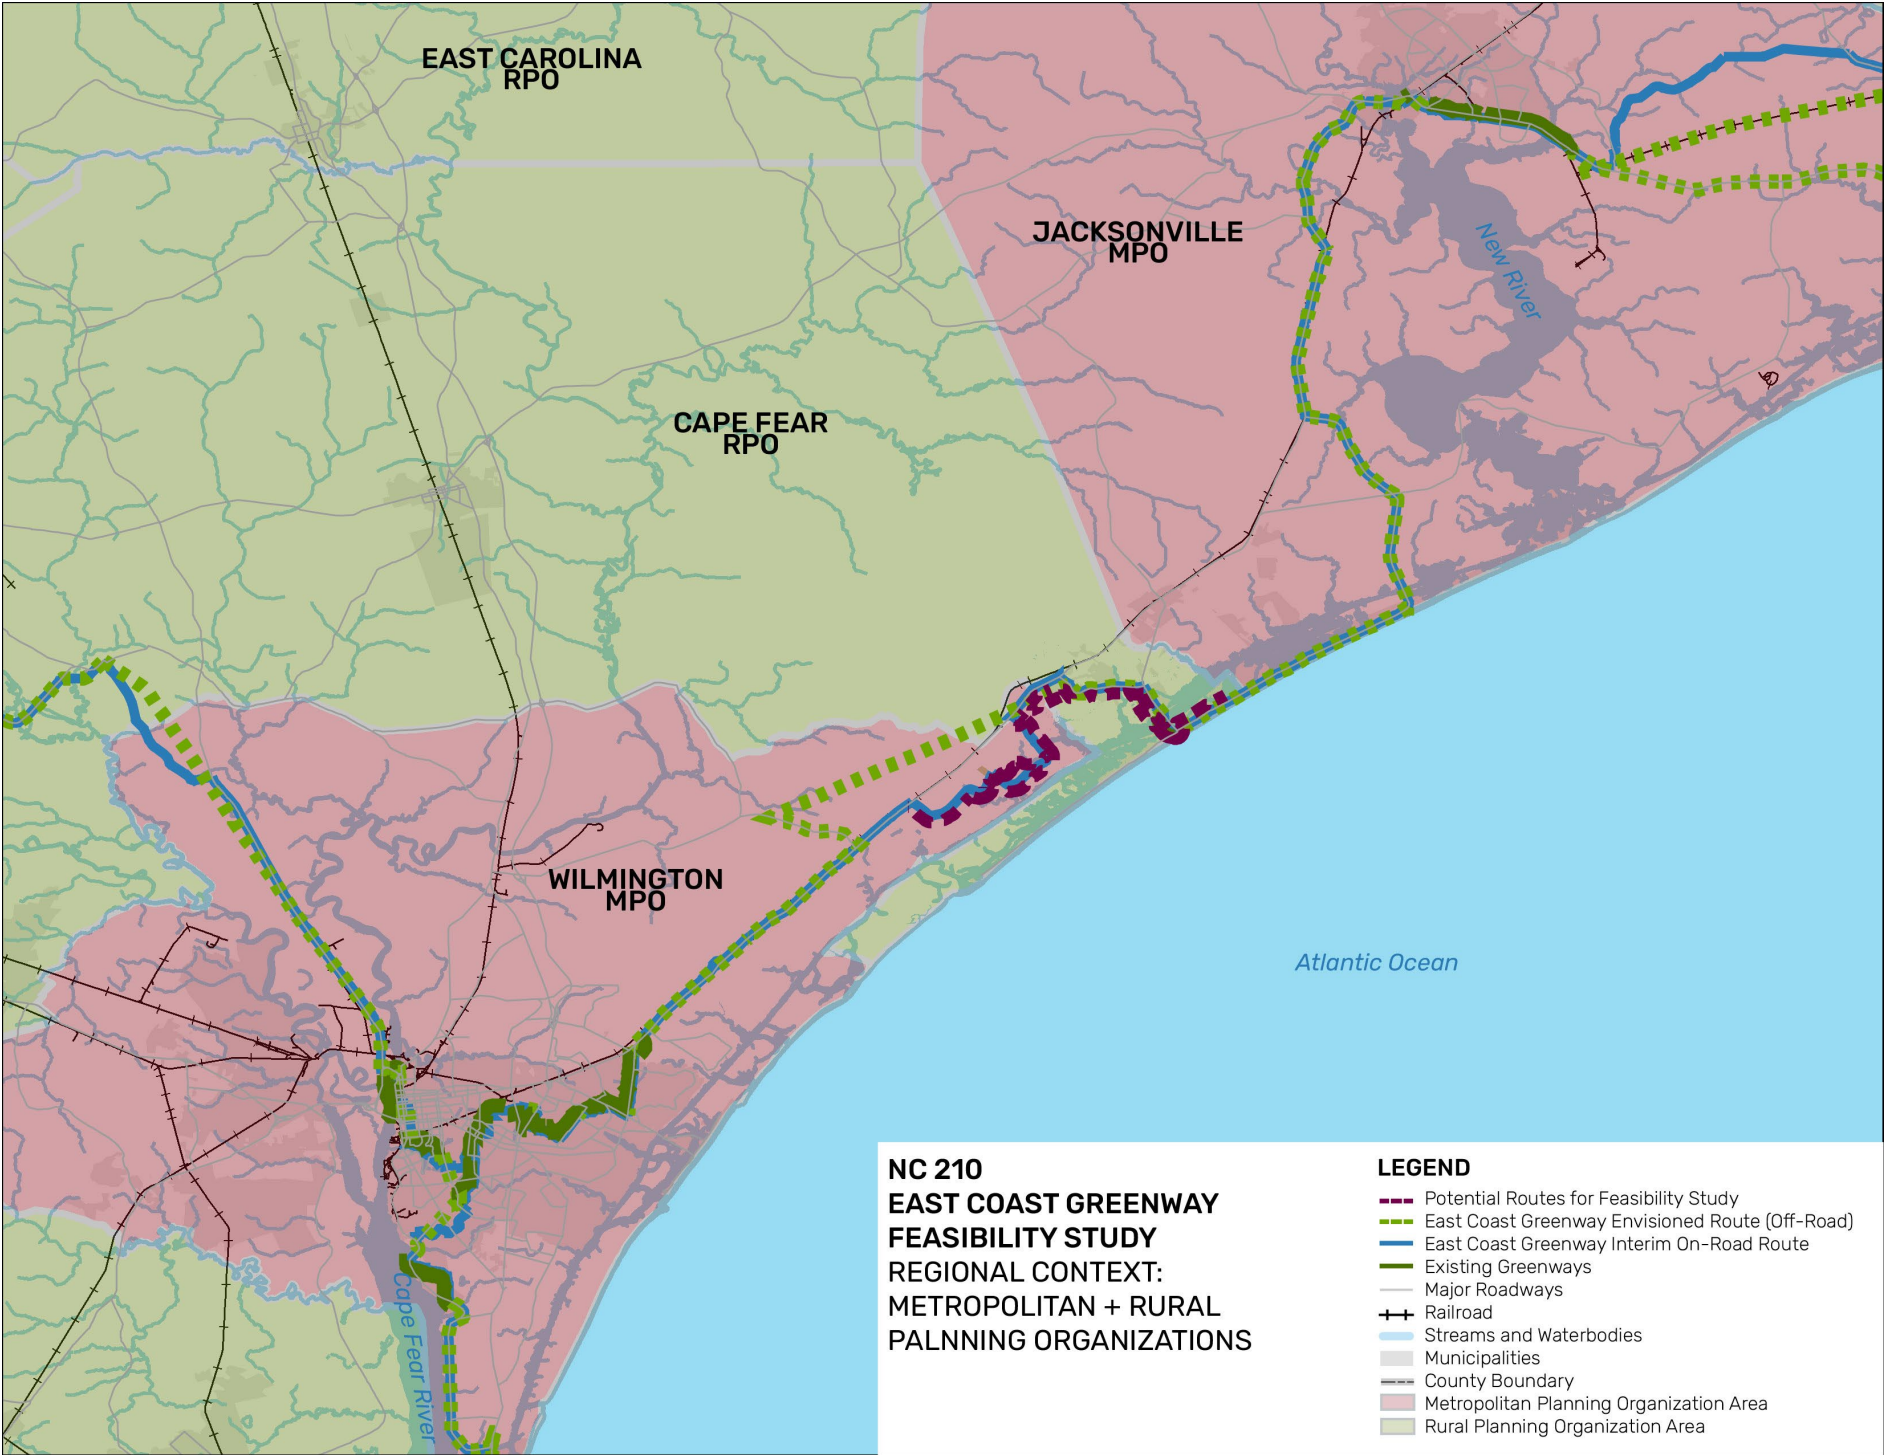 EAST CAROLINA
RPO
JACKSONVILLE
MPO
New River
CAPE FEAR
RPO
WILMINGTON
MPO
Atlantic Ocean
Cape Fear River
NC 210
EAST COAST GREENWAY
FEASIBILITY STUDY
REGIONAL CONTEXT:
METROPOLITAN + RURAL
PALNNING ORGANIZATIONS
LEGEND
Potential Routes for Feasibility Study
East Coast Greenway Envisioned Route (Off-Road)
East Coast Greenway Interim On-Road Route
Existing Greenways
Major Roadways
Railroad
Streams and Waterbodies
Municipalities
County Boundary
Metropolitan Planning Organization Area
Rural Planning Organization Area